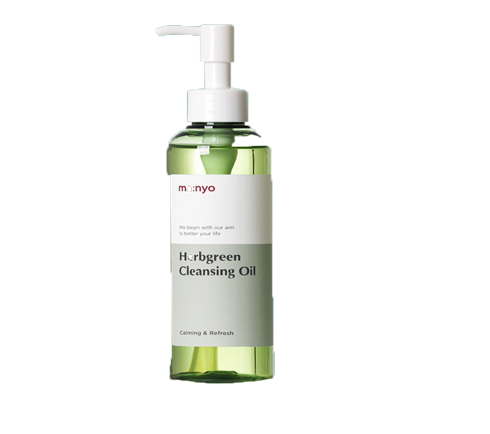 ma:nyo
We begin with our aim
to better your life
Herbgreen
Cleansing Oil
Calming & Refresh